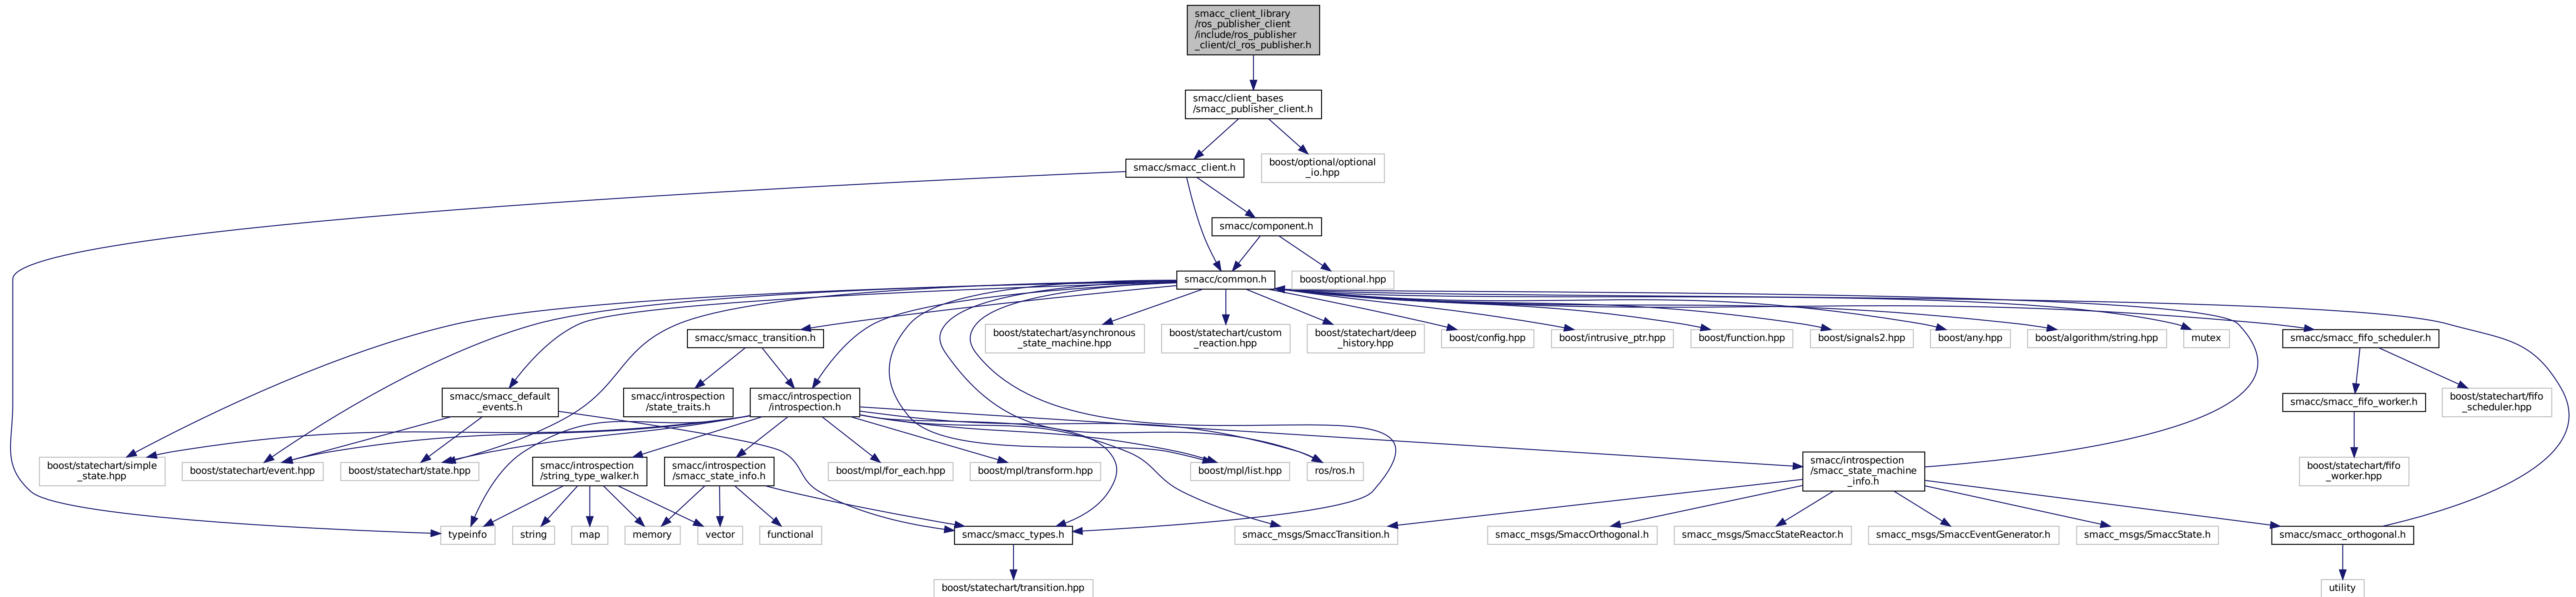 smacc_client_library
/ros_publisher_client
/include/ros_publisher
_client/cl_ros_publisher.h
smacc/client_bases
/smacc_publisher_client.h
smacc/smacc_client.h
boost/optional/optional
_io.hpp
smacc/component.h
smacc/common.h
boost/optional.hpp
smacc/smacc_transition.h
boost/statechart/asynchronous
_state_machine.hpp
boost/statechart/custom
_reaction.hpp
boost/statechart/deep
_history.hpp
boost/config.hpp
boost/intrusive_ptr.hpp
boost/function.hpp
boost/signals2.hpp
boost/any.hpp
boost/algorithm/string.hpp
mutex
smacc/smacc_fifo_scheduler.h
smacc/smacc_default
_events.h
smacc/introspection
/state_traits.h
smacc/introspection
/introspection.h
smacc/smacc_fifo_worker.h
boost/statechart/fifo
_scheduler.hpp
boost/statechart/simple
_state.hpp
boost/statechart/event.hpp
boost/statechart/state.hpp
smacc/introspection
/string_type_walker.h
smacc/introspection
/smacc_state_info.h
boost/mpl/for_each.hpp
boost/mpl/transform.hpp
boost/mpl/list.hpp
ros/ros.h
smacc/introspection
/smacc_state_machine
_info.h
boost/statechart/fifo
_worker.hpp
typeinfo
string
map
memory
vector
functional
smacc/smacc_types.h
smacc_msgs/SmaccTransition.h
smacc_msgs/SmaccOrthogonal.h
smacc_msgs/SmaccStateReactor.h
smacc_msgs/SmaccEventGenerator.h
smacc_msgs/SmaccState.h
smacc/smacc_orthogonal.h
boost/statechart/transition.hpp
utility